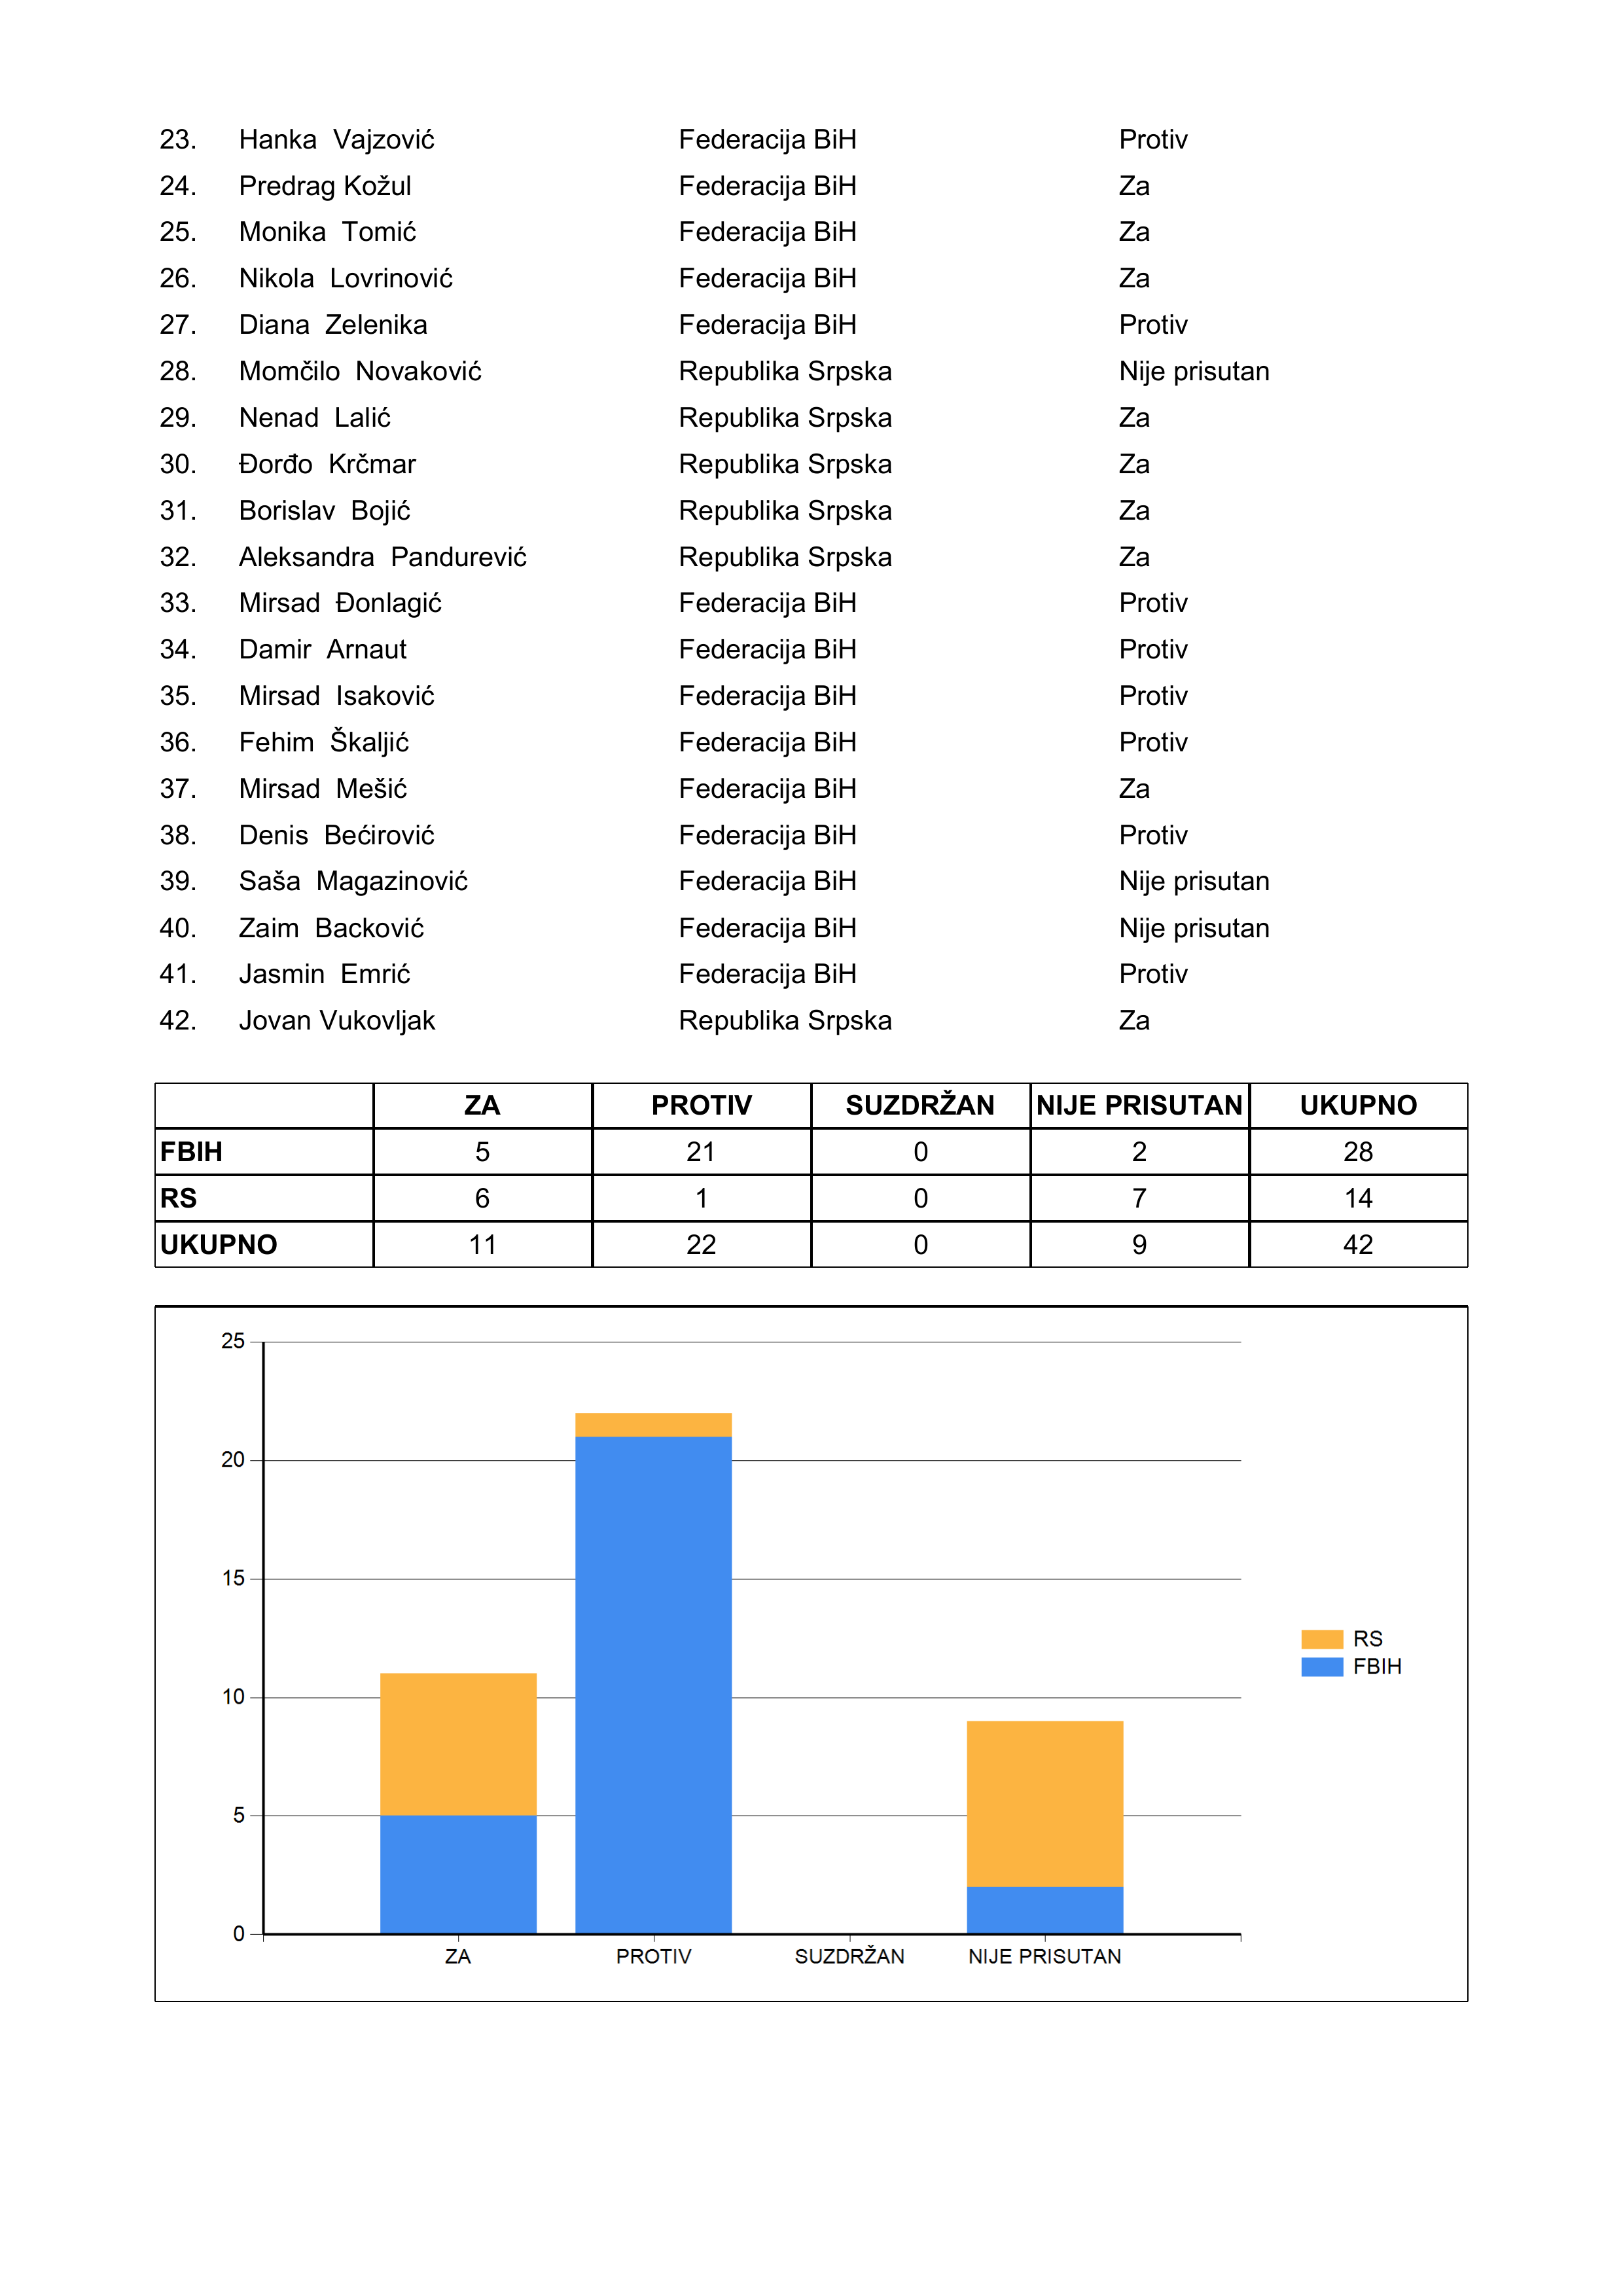 23. Hanka Vajzović Federacija BiH Protiv
24. Predrag Kožul Federacija BiH Za
25. Monika Tomić Federacija BiH Za
26. Nikola Lovrinović Federacija BiH Za
27. Diana Zelenika Federacija BiH Protiv
28. Momčilo Novaković Republika Srpska Nije prisutan
29. Nenad Lalić Republika Srpska Za
30. Đorđo Krčmar Republika Srpska Za
31. Borislav Bojić Republika Srpska Za
32. Aleksandra Pandurević Republika Srpska Za
33. Mirsad Đonlagić Federacija BiH Protiv
34. Damir Arnaut Federacija BiH Protiv
35. Mirsad Isaković Federacija BiH Protiv
36. Fehim Škaljić Federacija BiH Protiv
37. Mirsad Mešić Federacija BiH Za
38. Denis Bećirović Federacija BiH Protiv
39. Saša Magazinović Federacija BiH Nije prisutan
40. Zaim Backović Federacija BiH Nije prisutan
41. Jasmin Emrić Federacija BiH Protiv
42. Jovan Vukovljak Republika Srpska Za
ZA PROTIV SUZDRŽAN NIJE PRISUTAN UKUPNO
FBIH 5 21 0 2 28
RS 6 1 0 7 14
UKUPNO 11 22 0 9 42
25
20
15
10
5
0
ZA PROTIV SUZDRŽAN NIJE PRISUTAN
RS
FBIH